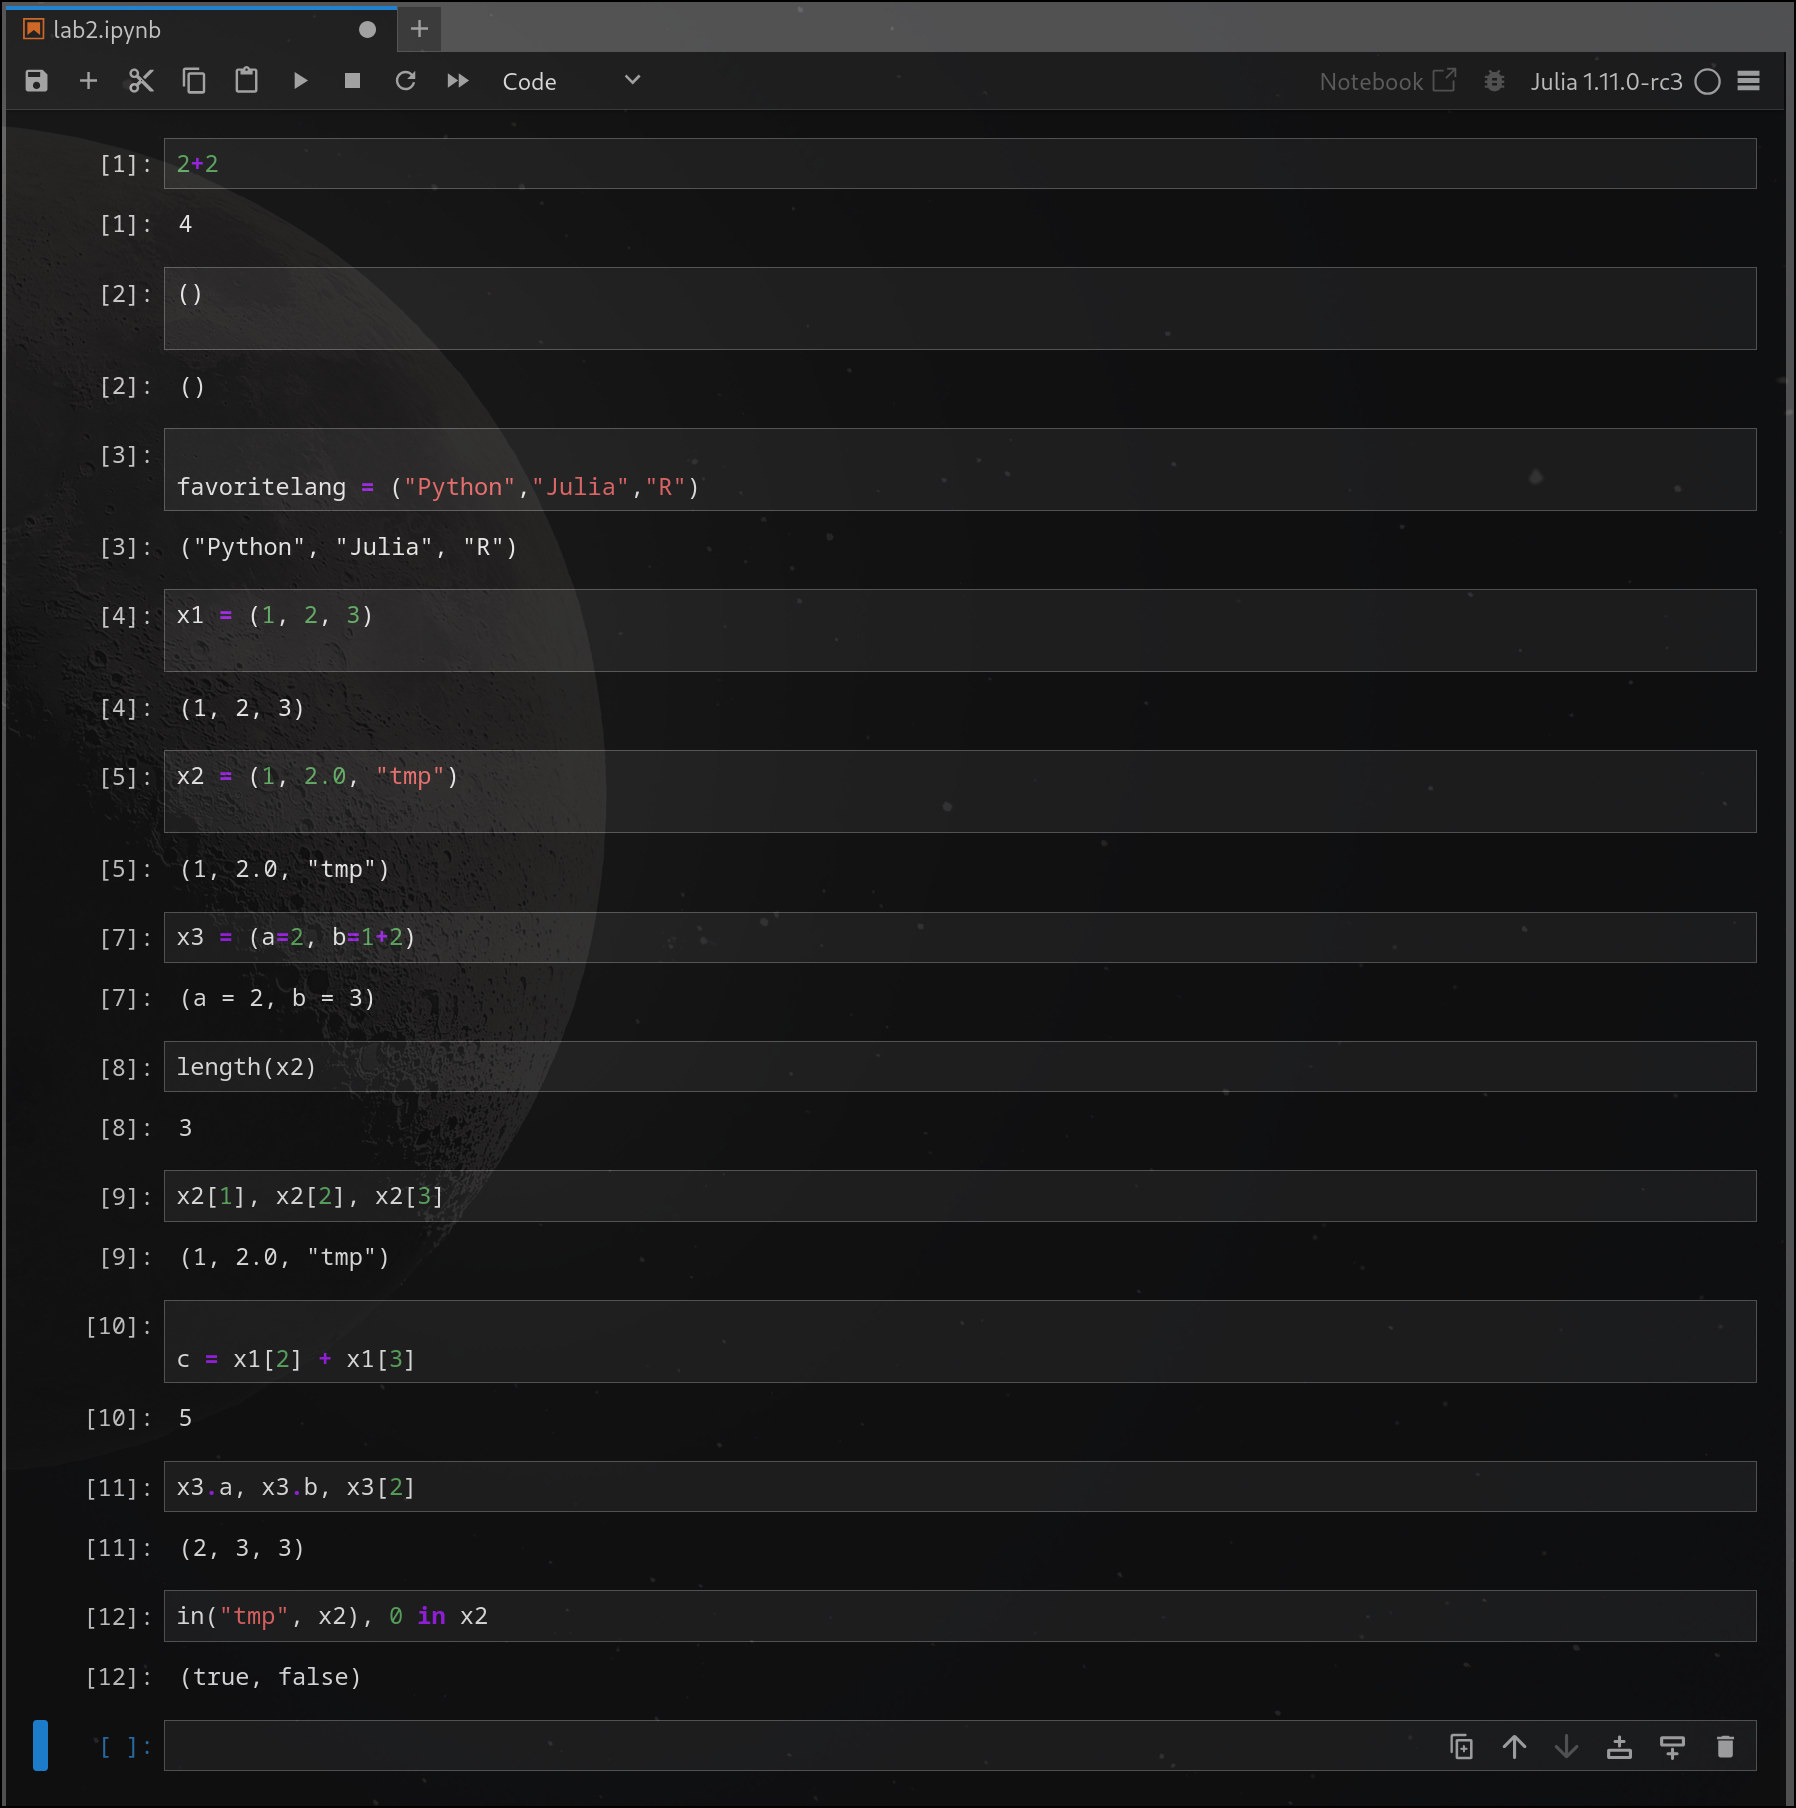 lab2.ipynb
Code Notebook Julia 1.11.0-rc3
[1]: 2+2
[1]: 4
[2]: ()
[2]: ()
[3]:
favoritelang = ("Python","Julia","R")
[3]: ("Python", "Julia", "R")
[4]: x1 = (1, 2, 3)
[4]: (1, 2, 3)
[5]: x2 = (1, 2.0, "tmp")
[5]: (1, 2.0, "tmp")
[7]: x3 = (a=2, b=1+2)
[7]: (a = 2, b = 3)
[8]: length(x2)
[8]: 3
[9]: x2[1], x2[2], x2[3]
[9]: (1, 2.0, "tmp")
[10]:
c = x1[2] + x1[3]
[10]: 5
[11]: x3.a, x3.b, x3[2]
[11]: (2, 3, 3)
[12]: in("tmp", x2), 0 in x2
[12]: (true, false)
[ ]: